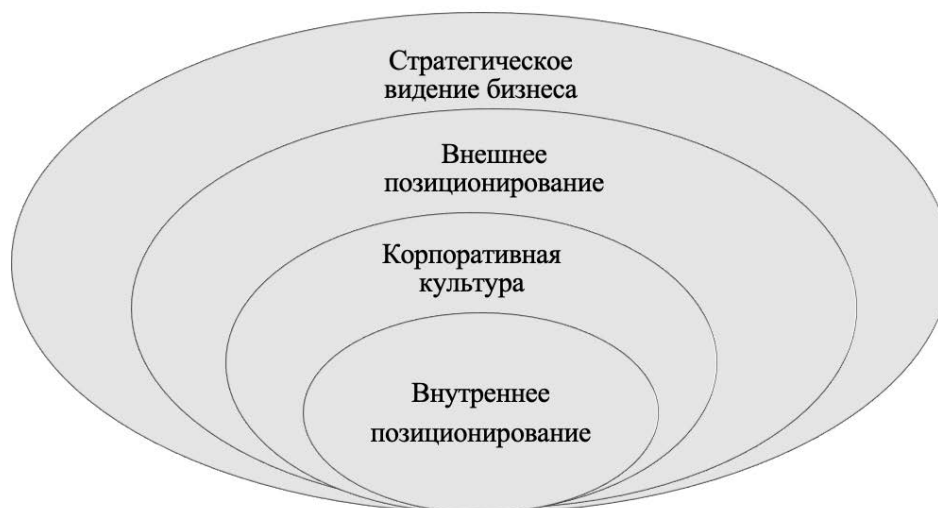 Стратегическое
видение бизнеса
Внешнее
позиционирование
Корпоративная
культура
Внутреннее
позиционирование